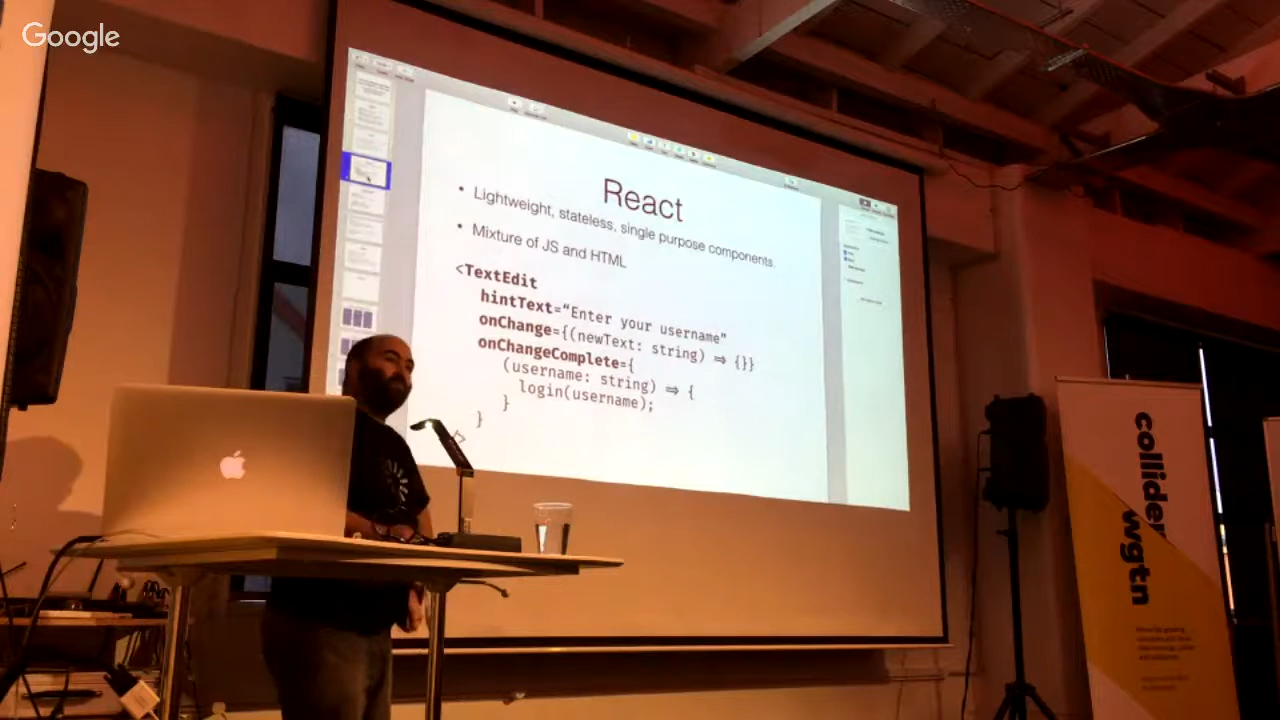 Google
React
• Lightweight, stateless, single purpose components.
• Mixture of JS and HTML
<TextEdit
hintText=“Enter your username”
onChange={(newText: string) => {}}
onChangeComplete={
(username: string) => {
login(username);
}
}
collider
wgtn